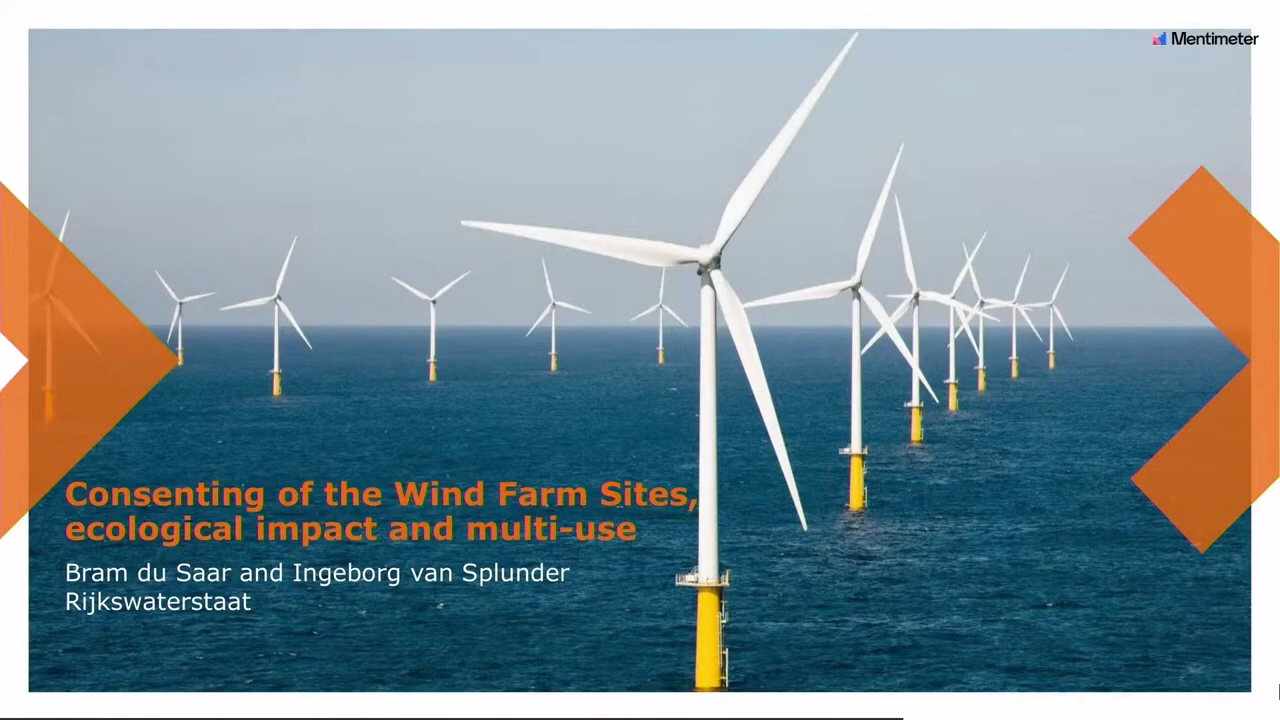 Mentimeter
Consenting of the Wind Farm Sites,
ecological impact and multi-use
Bram du Saar and Ingeborg van Splunder
Rijkswaterstaat